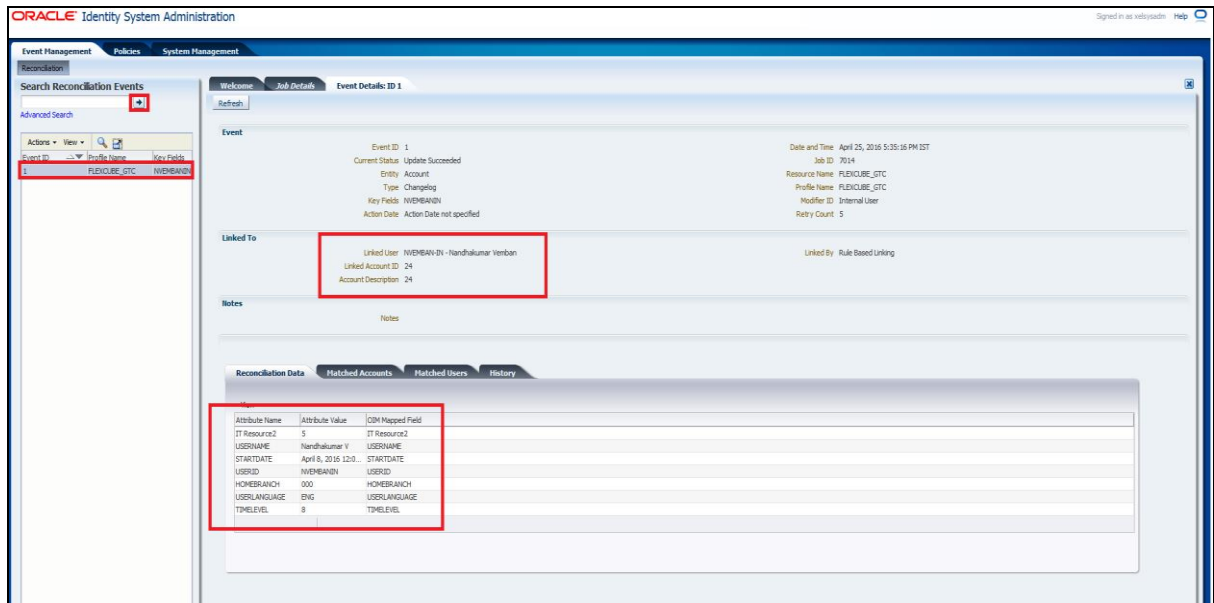 ORACLE Identity System Administration
Signed in as xelsysadm Help
Event Management Policies System Management
Reconciliation
Search Reconciliation Events
Advanced Search
Actions View
Event ID Profile Name Key Fields
1 FLEXCUBE_GTC NVEMBANIN
Welcome Job Details Event Details: ID 1
Refresh
Event
Event ID 1
Current Status Update Succeeded
Entity Account
Type Changelog
Key Fields NVEMBANIN
Action Date Action Date not specified
Date and Time April 25, 2016 5:35:16 PM IST
Job ID 7014
Resource Name FLEXCUBE_GTC
Profile Name FLEXCUBE_GTC
Modifier ID Internal User
Retry Count 5
Linked To
Linked User NVEMBAN-IN - Nandhakumar Vemban
Linked Account ID 24
Account Description 24
Linked By Rule Based Linking
Notes
Notes
Reconciliation Data Matched Accounts Matched Users History
Attribute Name Attribute Value OIM Mapped Field
IT Resource2 5 IT Resource2
USERNAME Nandhakumar V USERNAME
STARTDATE April 8, 2016 12:0... STARTDATE
USERID NVEMBANIN USERID
HOMEBRANCH 000 HOMEBRANCH
USERLANGUAGE ENG USERLANGUAGE
TIMELEVEL 8 TIMELEVEL